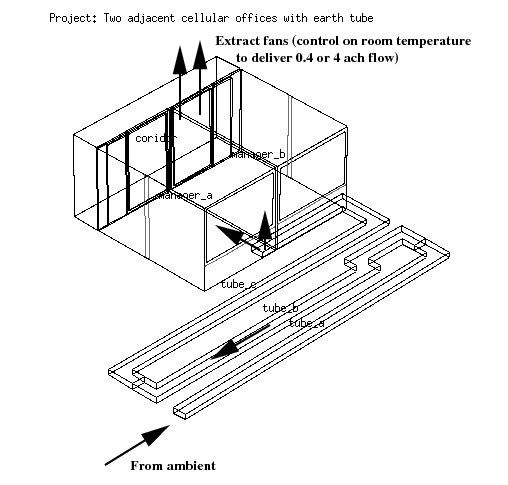 Project: Two adjacent cellular offices with earth tube
Extract fans (control on room temperature
to deliver 0.4 or 4 ach flow)
coridor
manager_b
manager_a
tube_c
tube_b
tube_a
From ambient